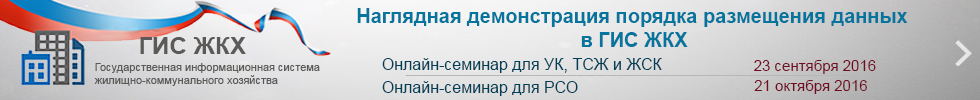 ГИС ЖКХ
Государственная информационная система
жилищно-коммунального хозяйства
Наглядная демонстрация порядка размещения данных
в ГИС ЖКХ
Онлайн-семинар для УК, ТСЖ и ЖСК 23 сентября 2016
Онлайн-семинар для РСО 21 октября 2016